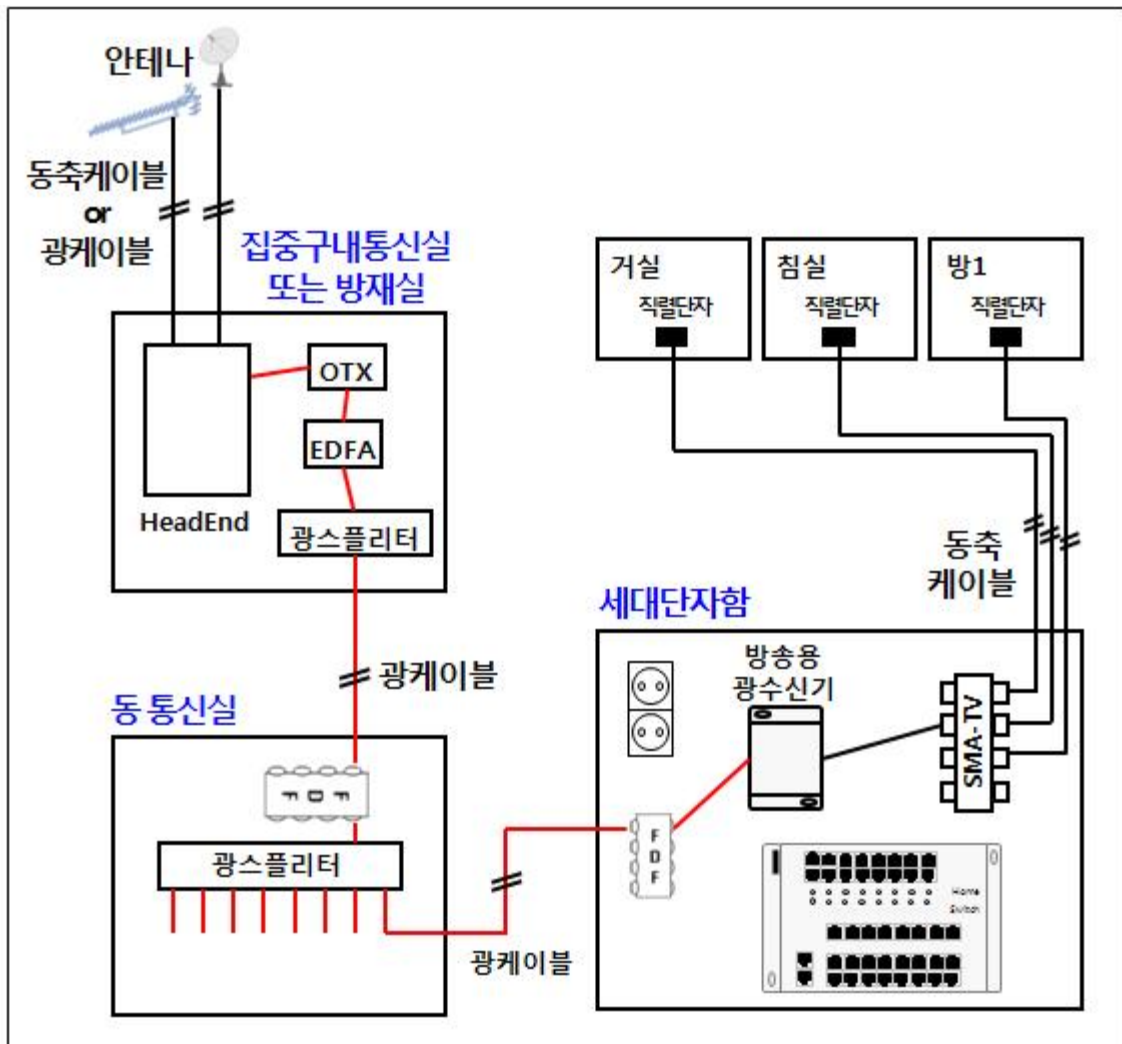 안테나
동축케이블
or
광케이블
집중구내통신실
또는 방재실
OTX
EDFA
HeadEnd
광스플리터
광케이블
동 통신실
FDF
광스플리터
광케이블
거실
직렬단자
침실
직렬단자
방1
직렬단자
동축
케이블
세대단자함
방송용
광수신기
SMA-TV
FDF
Home
Switch